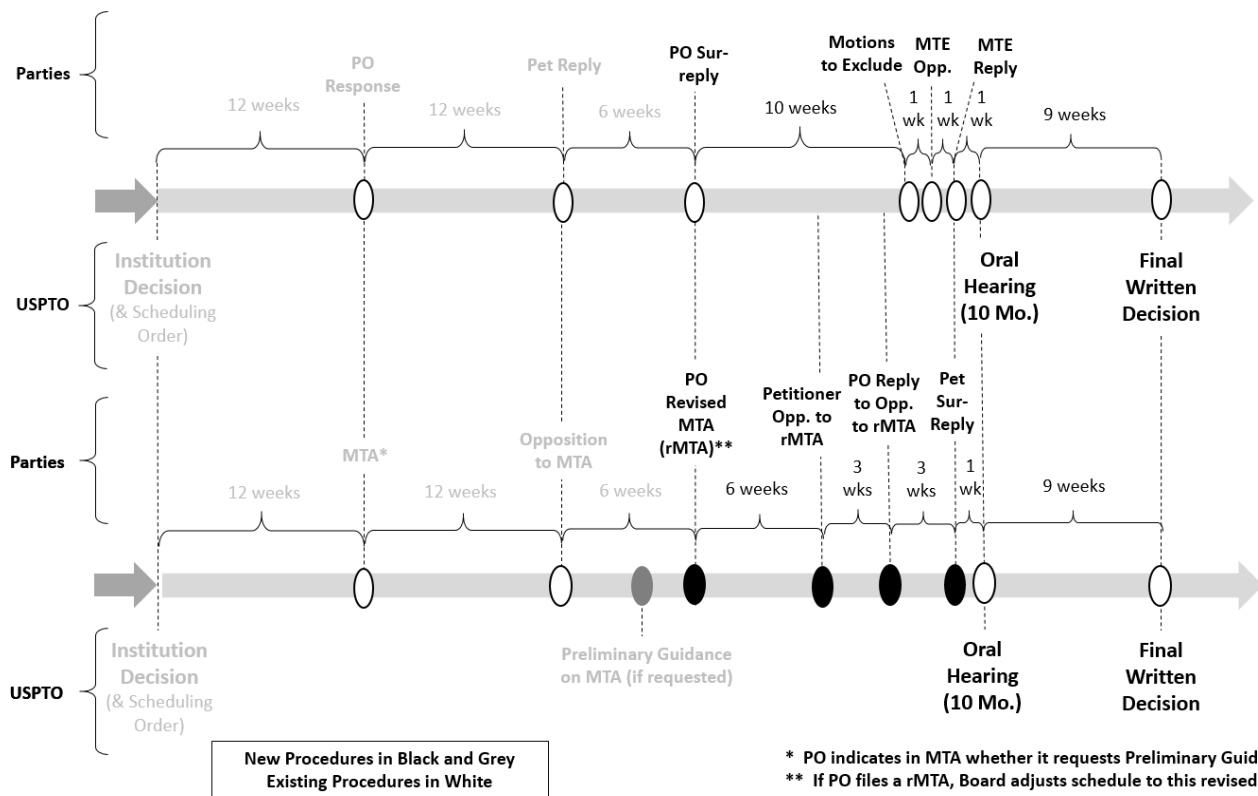 Parties
PO
Response
Pet Reply
PO Sur-
reply
Motions
to Exclude
MTE
Opp.
MTE
Reply
12 weeks
12 weeks
6 weeks
10 weeks
1
wk
1
wk
1
wk
9 weeks
USPTO
Institution
Decision
(& Scheduling
Order)
Oral
Hearing
(10 Mo.)
Final
Written
Decision
Parties
MTA*
Opposition
to MTA
PO
Revised
MTA
(rMTA)**
Petitioner
Opp. to
rMTA
PO Reply
to Opp.
to rMTA
Pet
Sur-
Reply
12 weeks
12 weeks
6 weeks
6 weeks
3
wks
3
wks
1
wk
9 weeks
USPTO
Institution
Decision
(& Scheduling
Order)
Preliminary Guidance
on MTA (if requested)
Oral
Hearing
(10 Mo.)
Final
Written
Decision
New Procedures in Black and Grey
Existing Procedures in White
* PO indicates in MTA whether it requests Preliminary Guid
** If PO files a rMTA, Board adjusts schedule to this revised